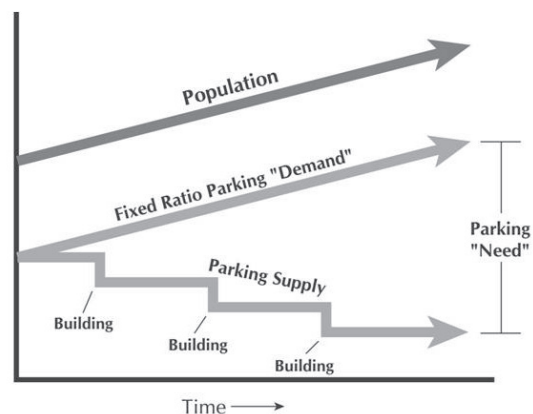 Population
Fixed Ratio Parking "Demand"
Parking
"Need"
Parking Supply
Building
Building
Building
Time